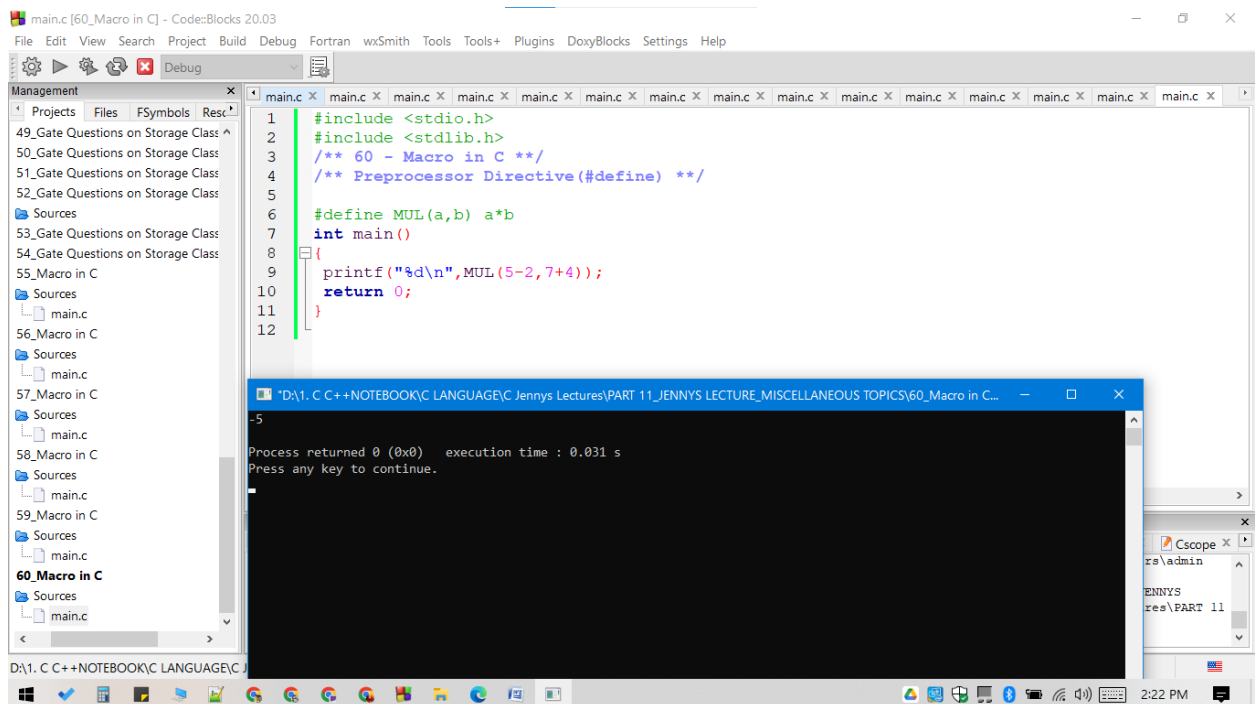 main.c [60_Macro in C] - Code::Blocks 20.03
File Edit View Search Project Build Debug Fortran wxSmith Tools Tools+ Plugins DoxyBlocks Settings Help
Debug
Management
Projects Files FSymbols Resc
49_Gate Questions on Storage Class
50_Gate Questions on Storage Class
51_Gate Questions on Storage Class
52_Gate Questions on Storage Class
Sources
53_Gate Questions on Storage Class
54_Gate Questions on Storage Class
55_Macro in C
Sources
main.c
56_Macro in C
Sources
main.c
57_Macro in C
Sources
main.c
58_Macro in C
Sources
main.c
59_Macro in C
Sources
main.c
60_Macro in C
Sources
main.c
main.c main.c main.c main.c main.c main.c main.c main.c main.c main.c main.c main.c main.c main.c main.c
1 #include <stdio.h>
2 #include <stdlib.h>
3 /** 60 - Macro in C **/
4 /** Preprocessor Directive(#define) **/
5
6 #define MUL(a,b) a*b
7 int main()
8 {
9 printf("%d\n",MUL(5-2,7+4));
10 return 0;
11 }
12
"D:\1. C C++NOTEBOOK\C LANGUAGE\C Jennys Lectures\PART 11_JENNYS LECTURE_MISCELLANEOUS TOPICS\60_Macro in C...
-5
Process returned 0 (0x0) execution time : 0.031 s
Press any key to continue.
Cscope
rs\admin
ENNYS
res\PART 11
D:\1. C C++NOTEBOOK\C LANGUAGE\C J
2:22 PM